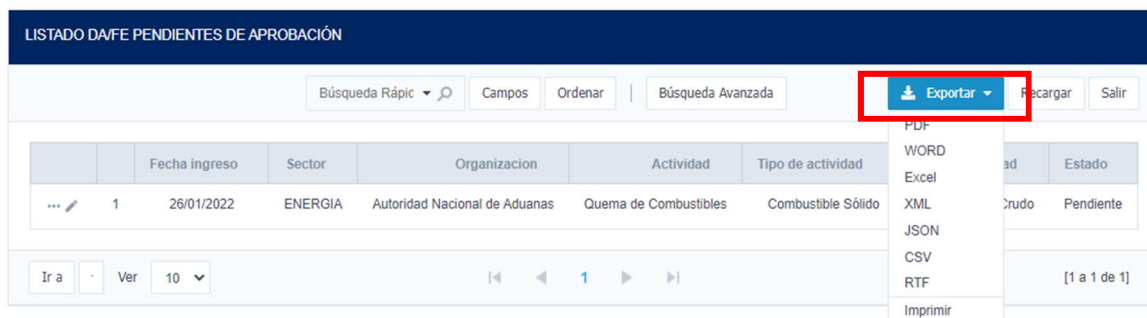 LISTADO DA/FE PENDIENTES DE APROBACIÓN
Búsqueda Rápid Campos Ordenar | Búsqueda Avanzada Exportar Recargar Salir
PDF
WORD
Excel
XML
JSON
CSV
RTF
Imprimir
Fecha ingreso Sector Organizacion Actividad Tipo de actividad ad Estado
1 26/01/2022 ENERGIA Autoridad Nacional de Aduanas Quema de Combustibles Combustible Sólido Crudo Pendiente
Ir a Ver 10 1 [1 a 1 de 1]